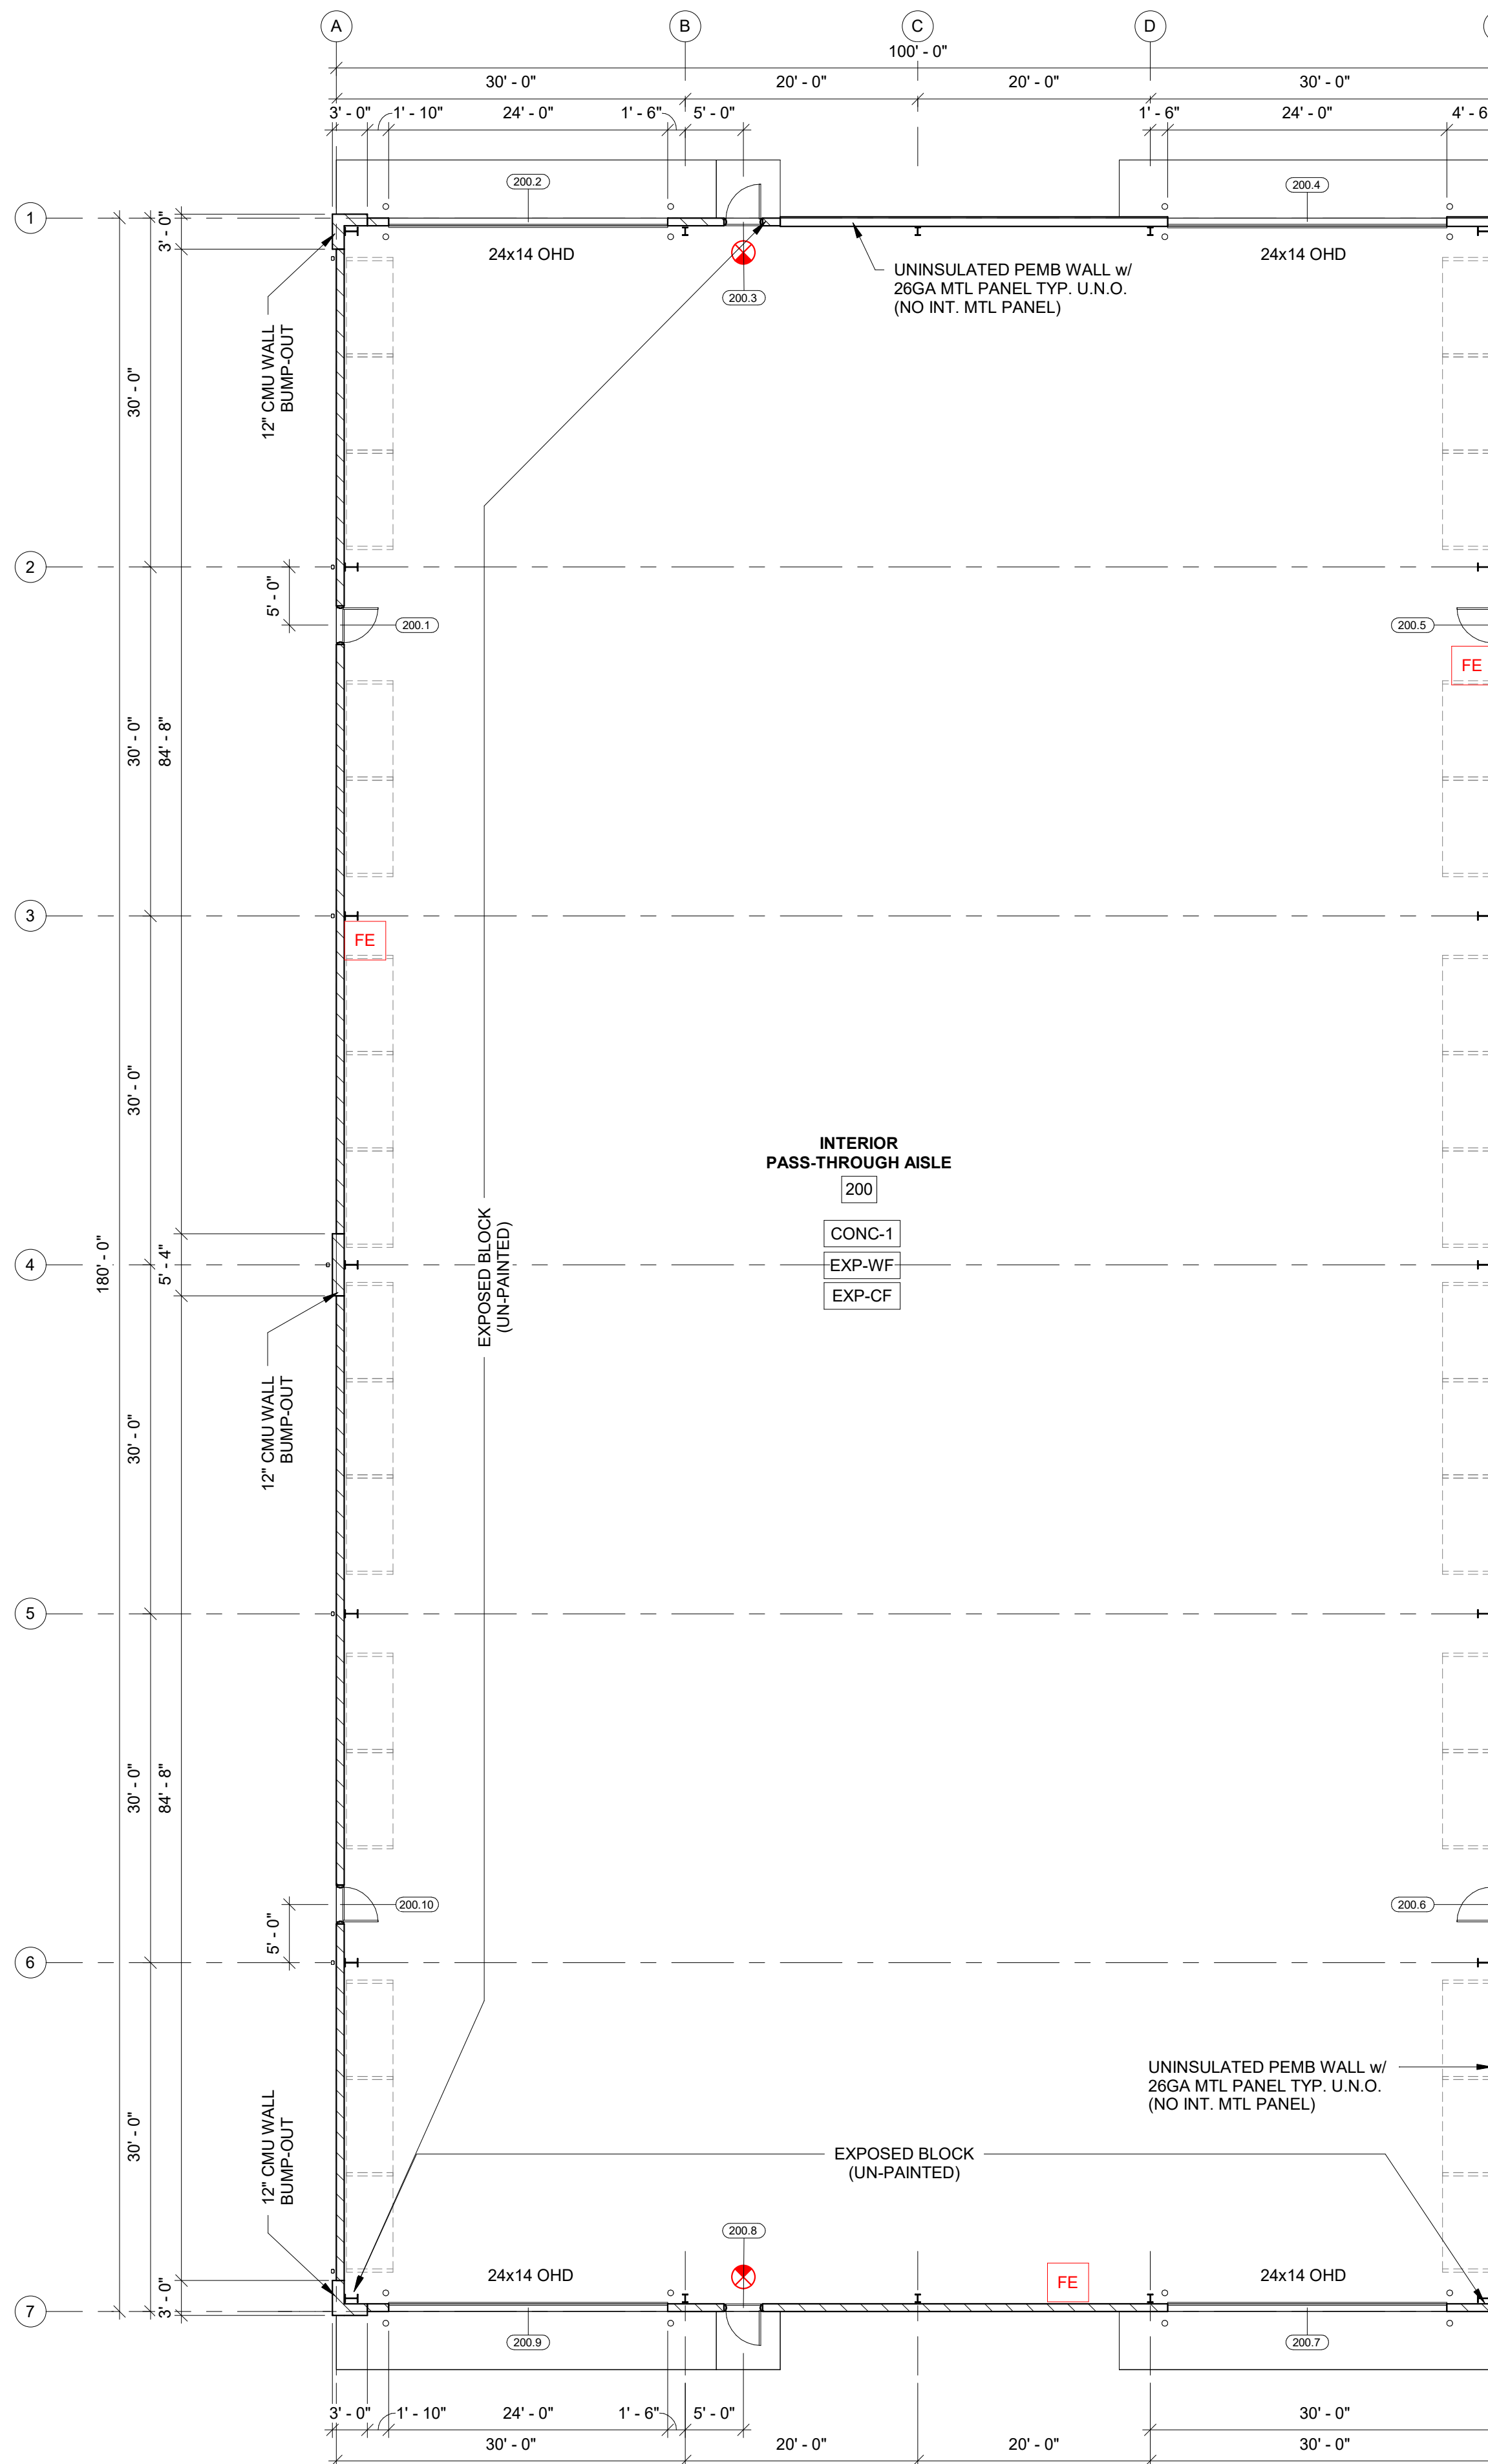 A
B
C
D
100' - 0"
30' - 0"
20' - 0"
20' - 0"
30' - 0"
3' - 0"
1' - 10"
24' - 0"
1' - 6"
5' - 0"
1' - 6"
24' - 0"
4' - 6
200.2
200.4
1
3' - 0"
24x14 OHD
24x14 OHD
200.3
UNINSULATED PEMB WALL w/
26GA MTL PANEL TYP. U.N.O.
(NO INT. MTL PANEL)
12" CMU WALL
BUMP-OUT
30' - 0"
2
5' - 0"
200.1
200.5
FE
30' - 0"
84' - 8"
3
FE
30' - 0"
INTERIOR
PASS-THROUGH AISLE
200
CONC-1
EXP-WF
EXP-CF
EXPOSED BLOCK
(UN-PAINTED)
4
180' - 0"
5' - 4"
12" CMU WALL
BUMP-OUT
30' - 0"
5
30' - 0"
84' - 8"
200.10
200.6
5' - 0"
6
UNINSULATED PEMB WALL w/
26GA MTL PANEL TYP. U.N.O.
(NO INT. MTL PANEL)
30' - 0"
12" CMU WALL
BUMP-OUT
EXPOSED BLOCK
(UN-PAINTED)
200.8
24x14 OHD
FE
24x14 OHD
7
3' - 0"
200.9
200.7
3' - 0"
1' - 10"
24' - 0"
1' - 6"
5' - 0"
30' - 0"
30' - 0"
20' - 0"
20' - 0"
30' - 0"